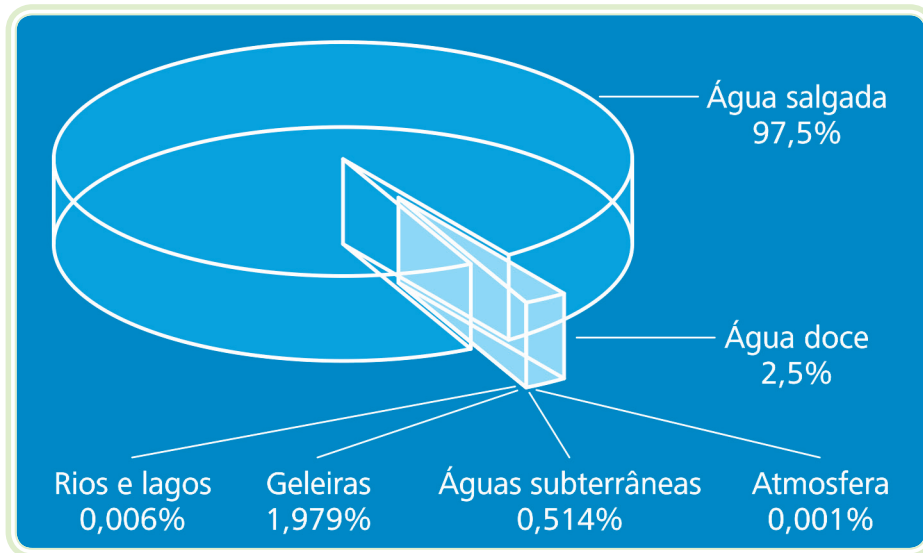 Água salgada
97,5%
Água doce
2,5%
Rios e lagos
0,006%
Geleiras
1,979%
Águas subterrâneas
0,514%
Atmosfera
0,001%